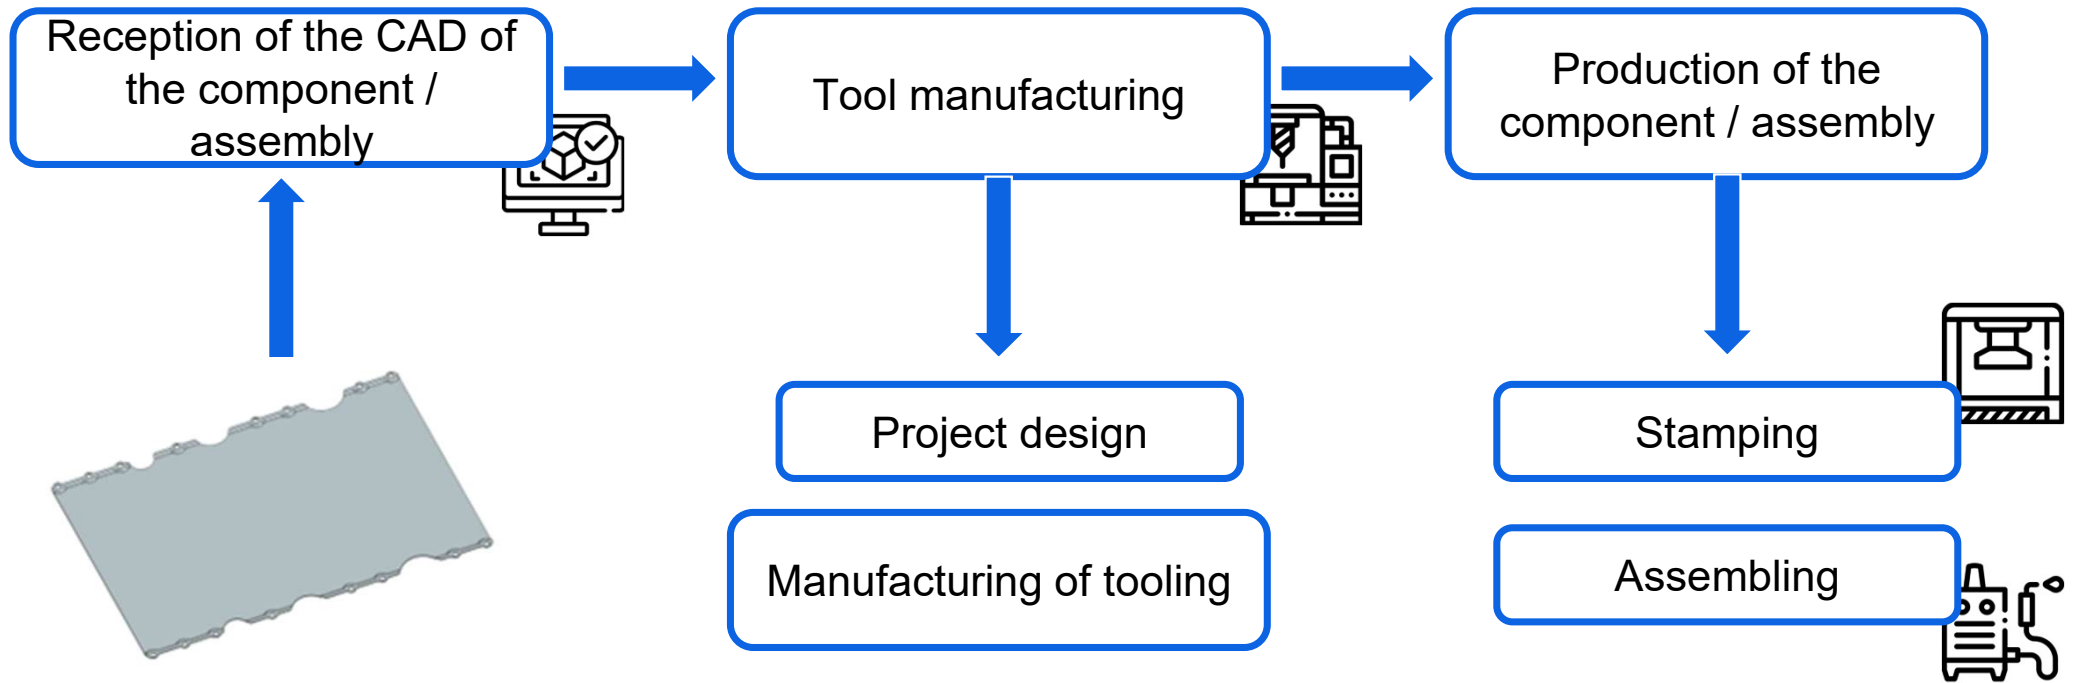 Reception of the CAD of
the component /
assembly
Tool manufacturing
Production of the
component / assembly
Project design
Manufacturing of tooling
Stamping
Assembling